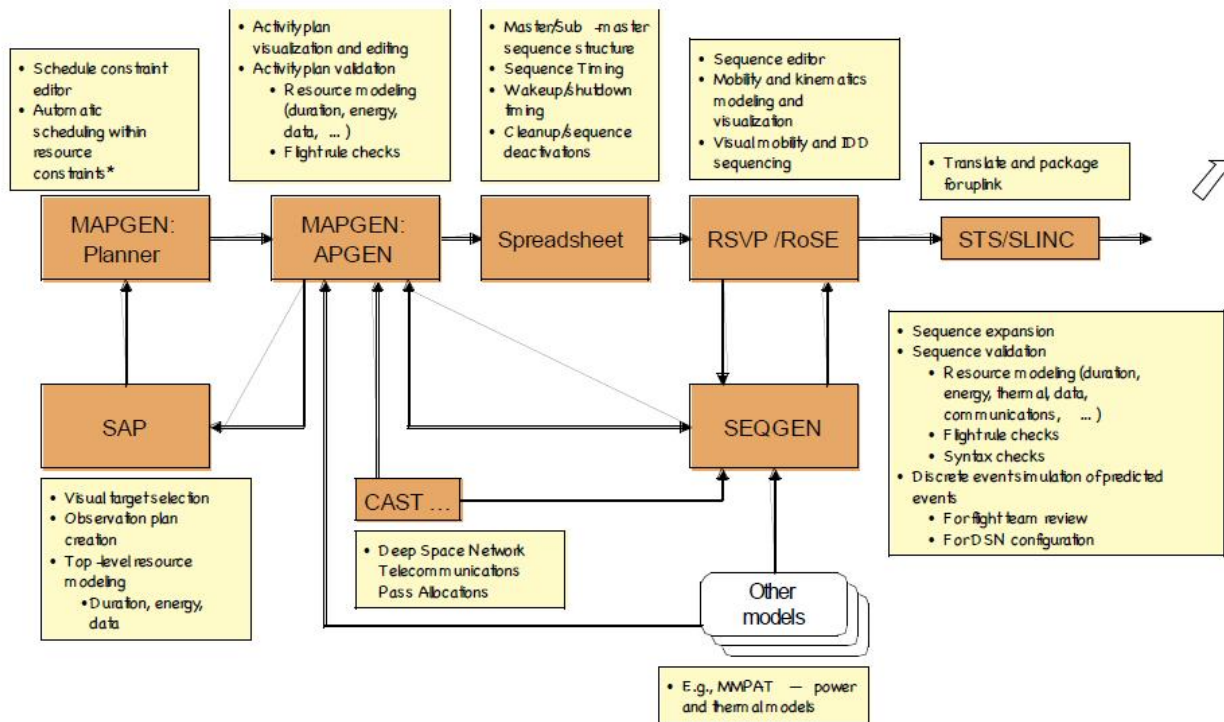 • Schedule constraint
editor
• Automatic
scheduling within
resource
constraints*
• Activity plan
visualization and editing
• Activity plan validation
• Resource modeling
(duration, energy,
data, ...)
• Flight rule checks
• Master/Sub -master
sequence structure
• Sequence Timing
• Wakeup/shutdown
timing
• Cleanup/sequence
deactivations
• Sequence editor
• Mobility and kinematics
modeling and
visualization
• Visual mobility and IDD
sequencing
• Translate and package
for uplink
MAPGEN:
Planner
MAPGEN:
APGEN
Spreadsheet
RSVP /RoSE
STS/SLINC
SAP
SEQGEN
CAST ...
• Sequence expansion
• Sequence validation
• Resource modeling (duration,
energy, thermal, data,
communications, ...)
• Flight rule checks
• Syntax checks
• Discrete event simulation of predicted
events
• For flight team review
• For DSN configuration
• Visual target selection
• Observation plan
creation
• Top -level resource
modeling
• Duration, energy,
data
• Deep Space Network
Telecommunications
Pass Allocations
Other
models
• E.g., MMPAT — power
and thermal models